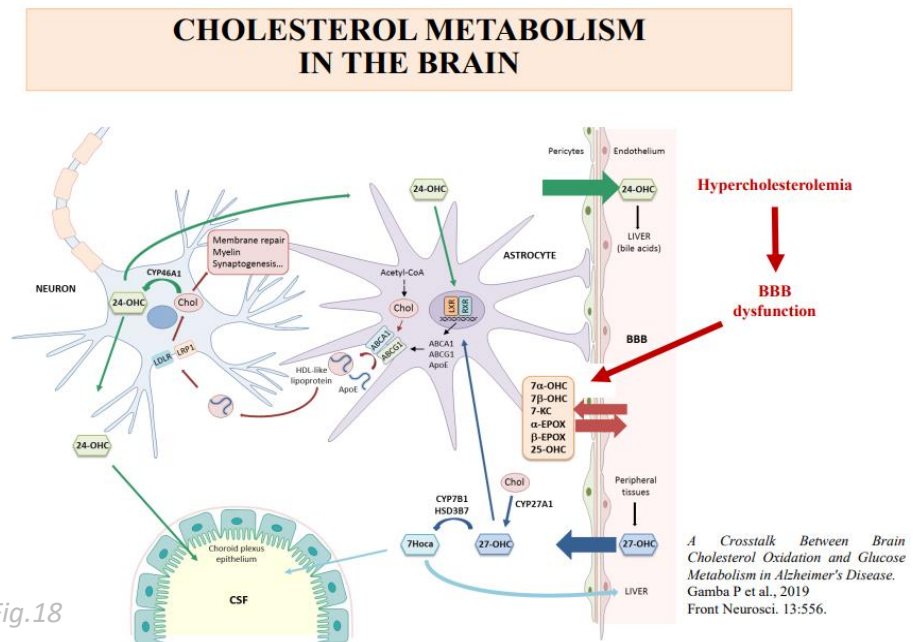 CHOLESTEROL METABOLISM
IN THE BRAIN
Pericytes
Endothelium
24-OHC
24-OHC
Hypercholesterolemia
LIVER
(bile acids)
Membrane repair
Myelin
Synaptogenesis...
ASTROCYTE
NEURON
CYP46A1
24-OHC
Chol
Acetyl-CoA
Chol
LXR
RXR
BBB
dysfunction
LDLR
LRP1
ABCA1
ABCG1
ABCA1
ABCG1
ApoE
BBB
HDL-like
lipoprotein
ApoE
7α-OHC
7β-OHC
7-KC
α-EPOX
β-EPOX
25-OHC
24-OHC
Chol
CYP27A1
Peripheral
tissues
CYP7B1
HSD3B7
7Hoca
27-OHC
27-OHC
Choroid plexus
epithelium
CSF
LIVER
A Crosstalk Between Brain
Cholesterol Oxidation and Glucose
Metabolism in Alzheimer's Disease.
Gamba P et al., 2019
Front Neurosci. 13:556.
Fig.18